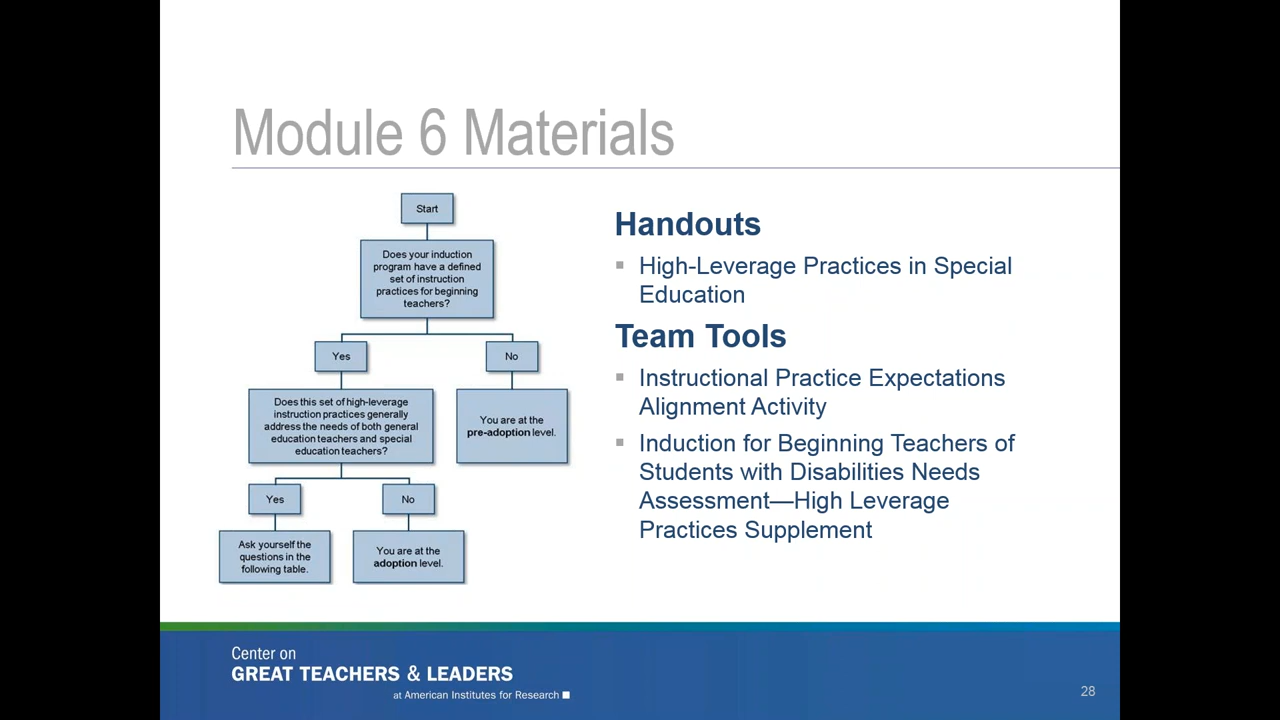 Module 6 Materials
Start
Does your induction
program have a defined
set of instruction
practices for beginning
teachers?
Yes
No
Does this set of high-leverage
instruction practices generally
address the needs of both general
education teachers and special
education teachers?
You are at the
pre-adoption level.
Yes
No
Ask yourself the
questions in the
following table.
You are at the
adoption level.
Handouts
High-Leverage Practices in Special
Education
Team Tools
Instructional Practice Expectations
Alignment Activity
Induction for Beginning Teachers of
Students with Disabilities Needs
Assessment—High Leverage
Practices Supplement
Center on
GREAT TEACHERS & LEADERS
at American Institutes for Research
28